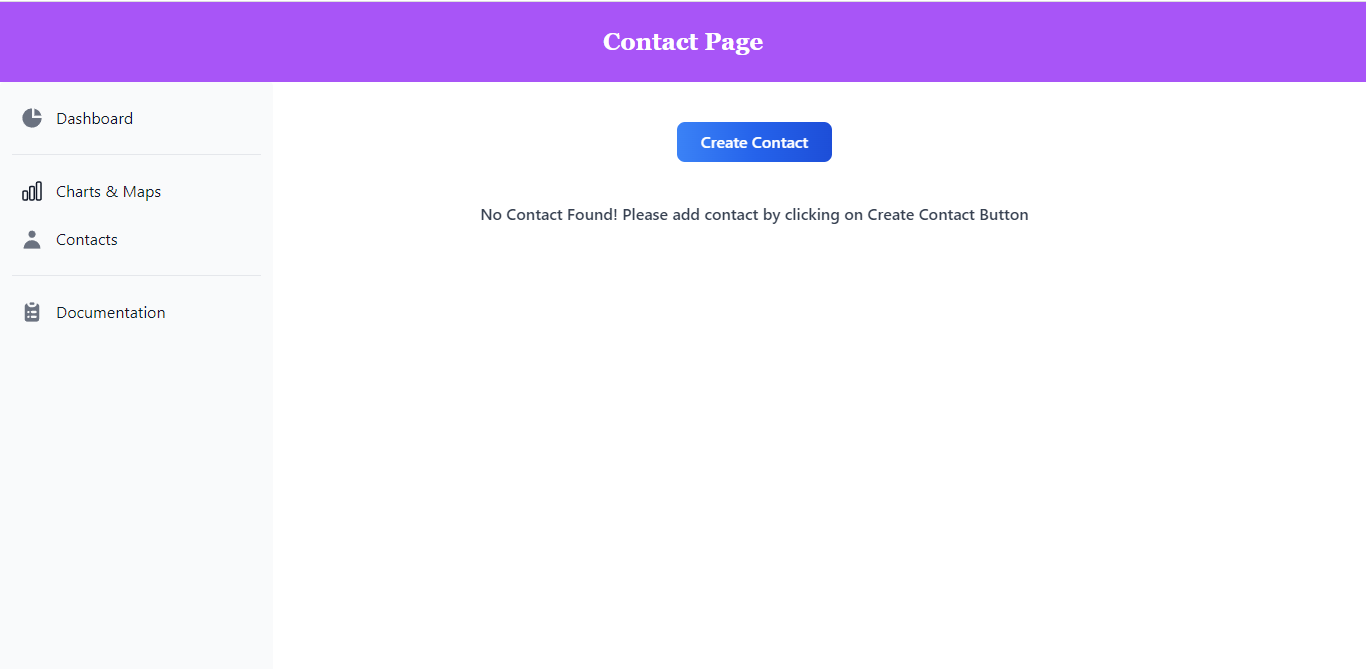 Contact Page
Dashboard
Charts & Maps
Contacts
Documentation
Create Contact
No Contact Found! Please add contact by clicking on Create Contact Button